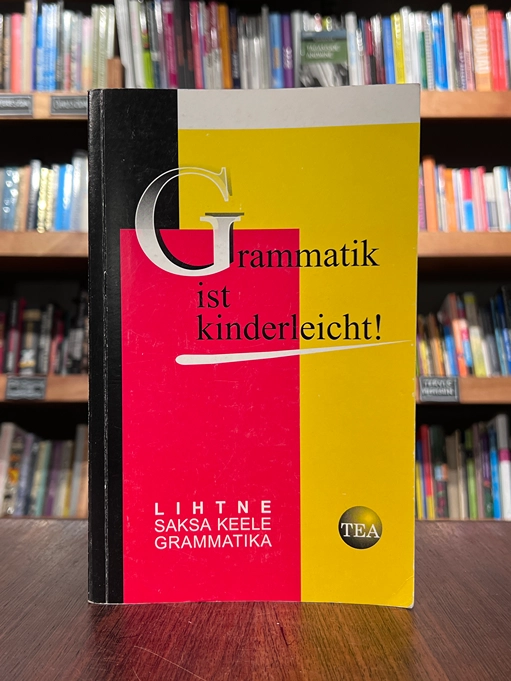 Grammatik
ist
kinderleicht!
LIHTNE
SAKSA KEELE
GRAMMATIKA
TEA